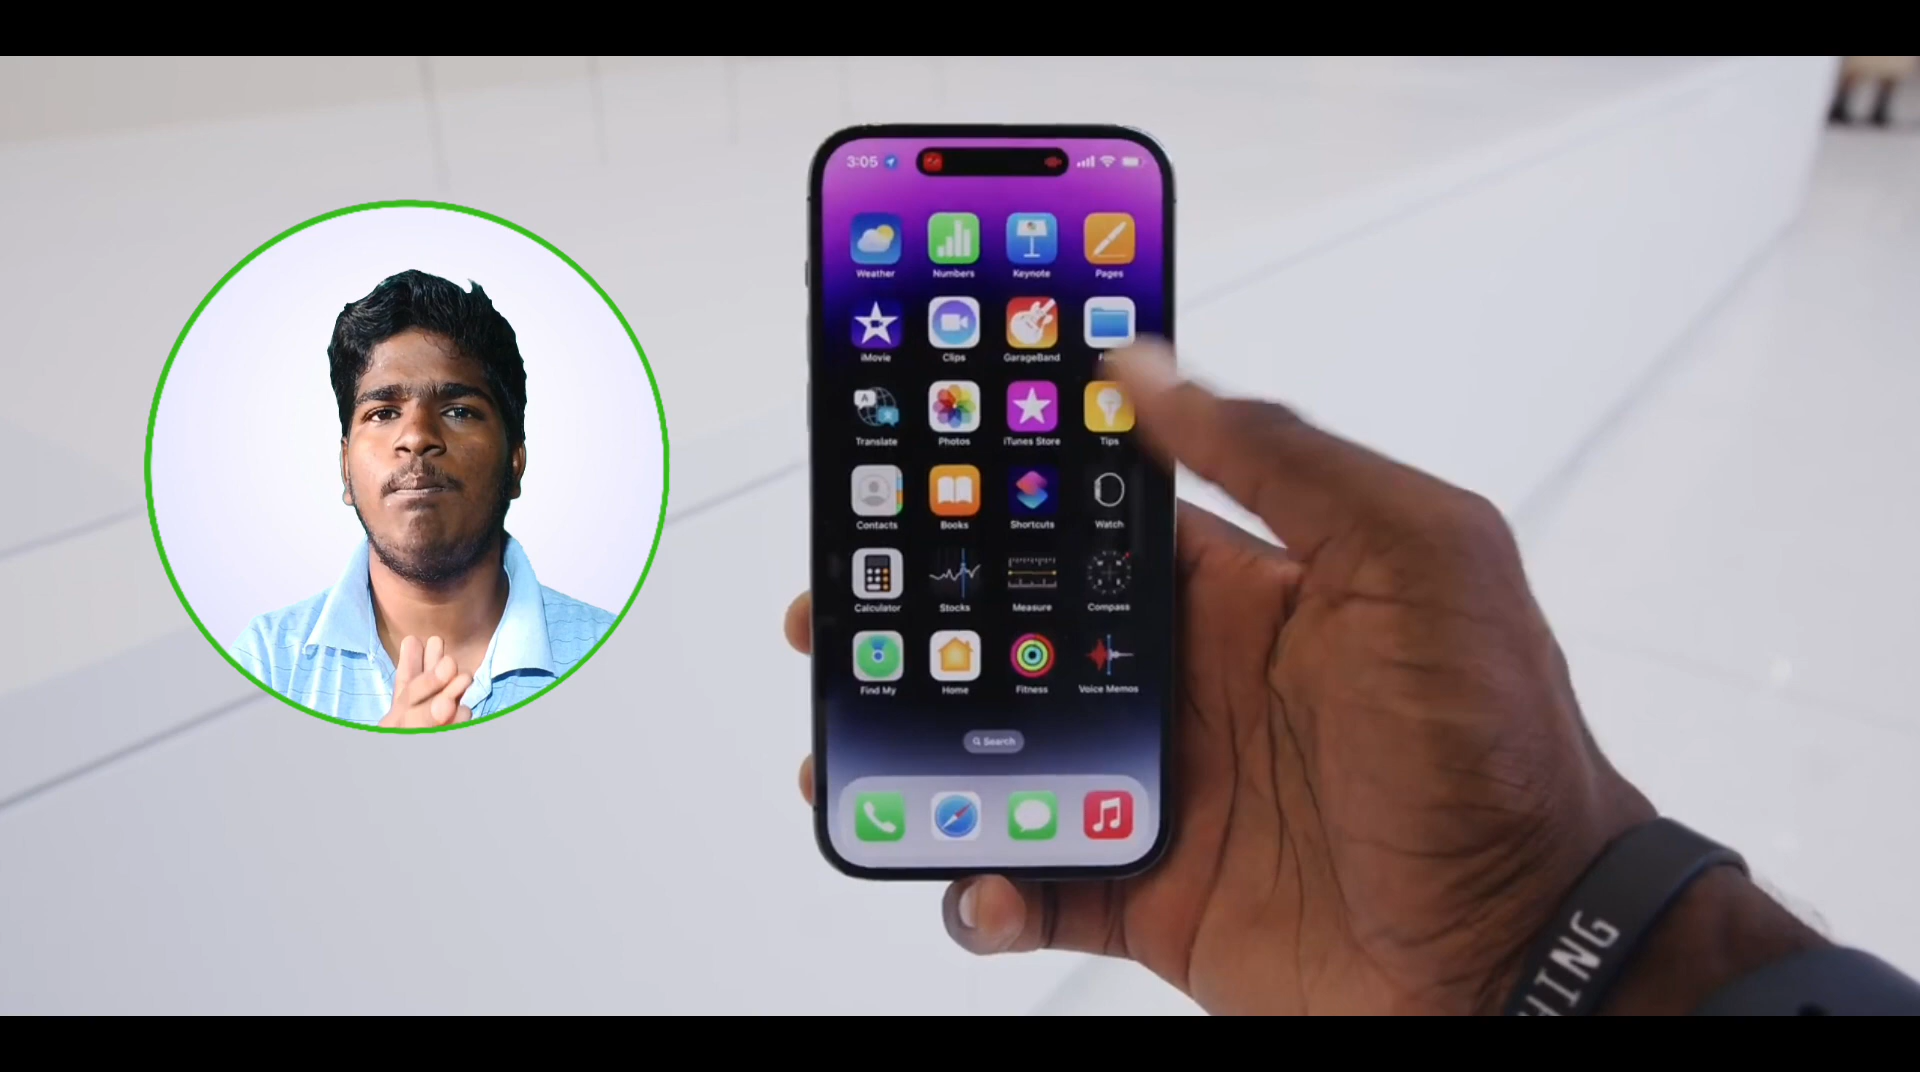 3:05
Weather Numbers Keynote Pages
iMovie Clips GarageBand
Translate Photos iTunes Store Tips
Contacts Books Shortcuts Watch
Calculator Stocks Measure Compass
Find My Home Fitness Voice Memos
Search
HING